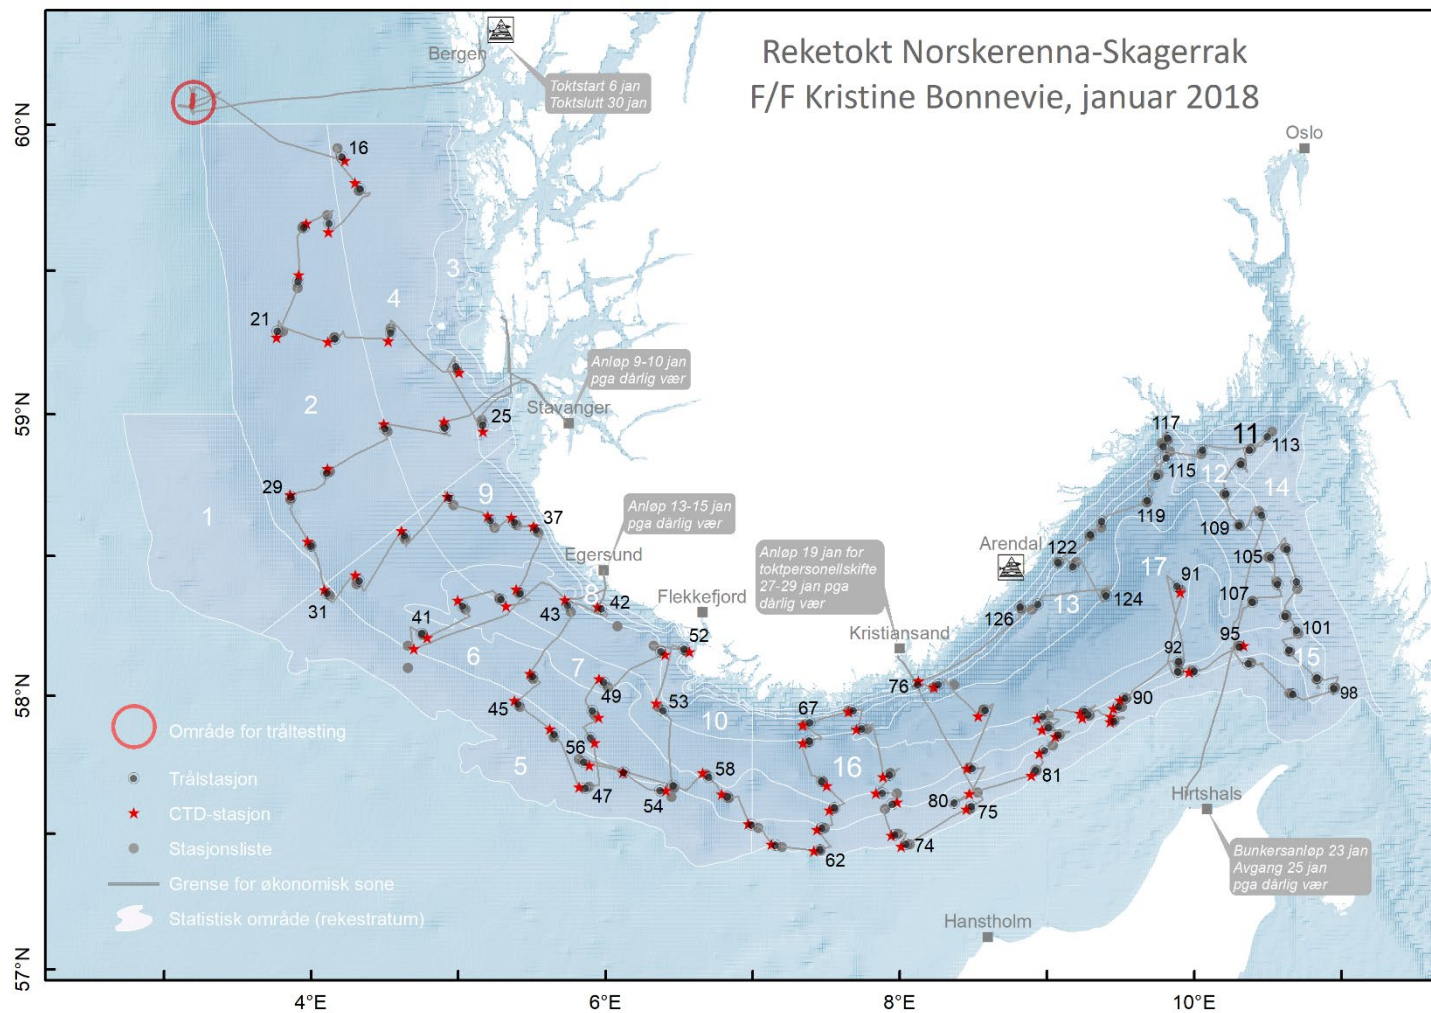 Reketokt Norskerenna-Skagerrak
F/F Kristine Bonnevie, januar 2018
Bergen
Toktstart 6 jan
Toktslutt 30 jan
Oslo
60°N
59°N
58°N
57°N
16
3
4
21
2
Anløp 9-10 jan
pga dårlig vær
Stavanger
25
29
9
1
37
Anløp 13-15 jan
pga dårlig vær
Egersund
31
41
43
8
42
Flekkefjord
52
6
7
45
49
53
10
5
56
47
54
58
67
16
62
Anløp 19 jan for
toktpersonellskifte
27-29 jan pga
dårlig vær
Kristiansand
76
Arendal
117
11
113
115
12
14
119
109
105
122
17
91
107
13
124
126
101
95
92
15
98
90
81
80
75
74
Hirtshals
Bunkersanløp 23 jan
Avgang 25 jan
pga dårlig vær
Hanstholm
Område for tråltesting
Trålstasjon
CTD-stasjon
Stasjonsliste
Grense for økonomisk sone
Statistisk område (rekestratum)
4°E
6°E
8°E
10°E